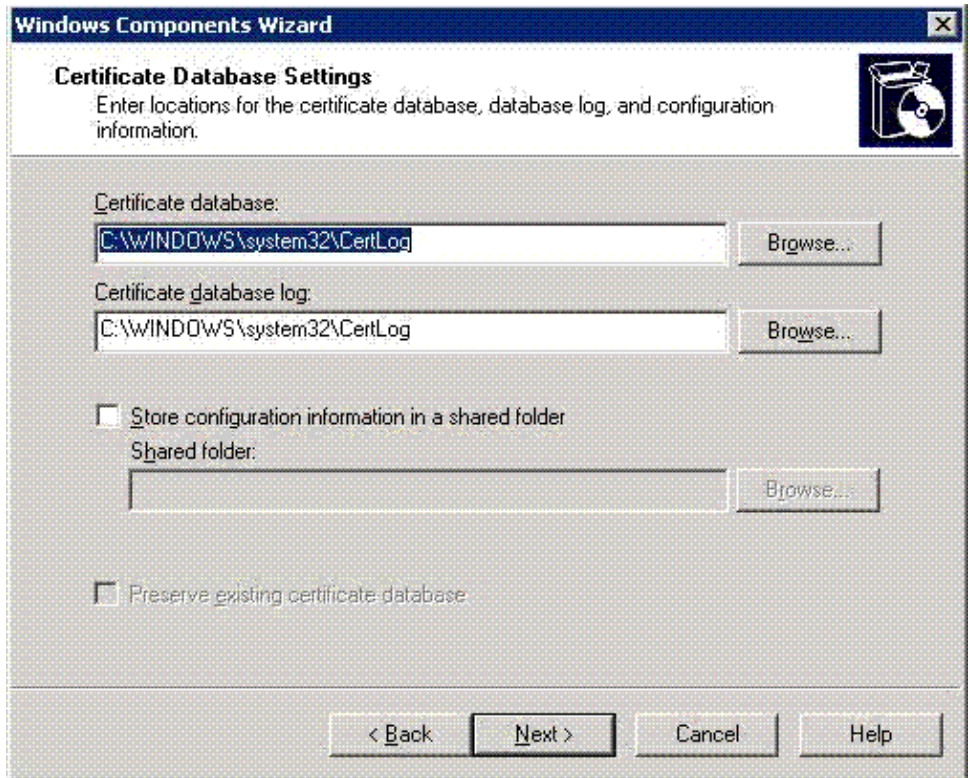 Windows Components Wizard
Certificate Database Settings
Enter locations for the certificate database, database log, and configuration
information.
Certificate database:
C:\WINDOWS\system32\CertLog
Browse...
Certificate database log:
C:\WINDOWS\system32\CertLog
Browse...
Store configuration information in a shared folder
Shared folder:
Browse...
Preserve existing certificate database
< Back
Next >
Cancel
Help